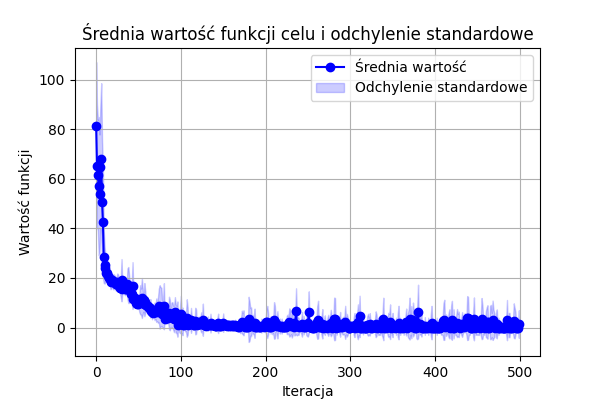 Średnia wartość funkcji celu i odchylenie standardowe
Średnia wartość
Odchylenie standardowe
Wartość funkcji
100
80
60
40
20
0
0 100 200 300 400 500
Iteracja